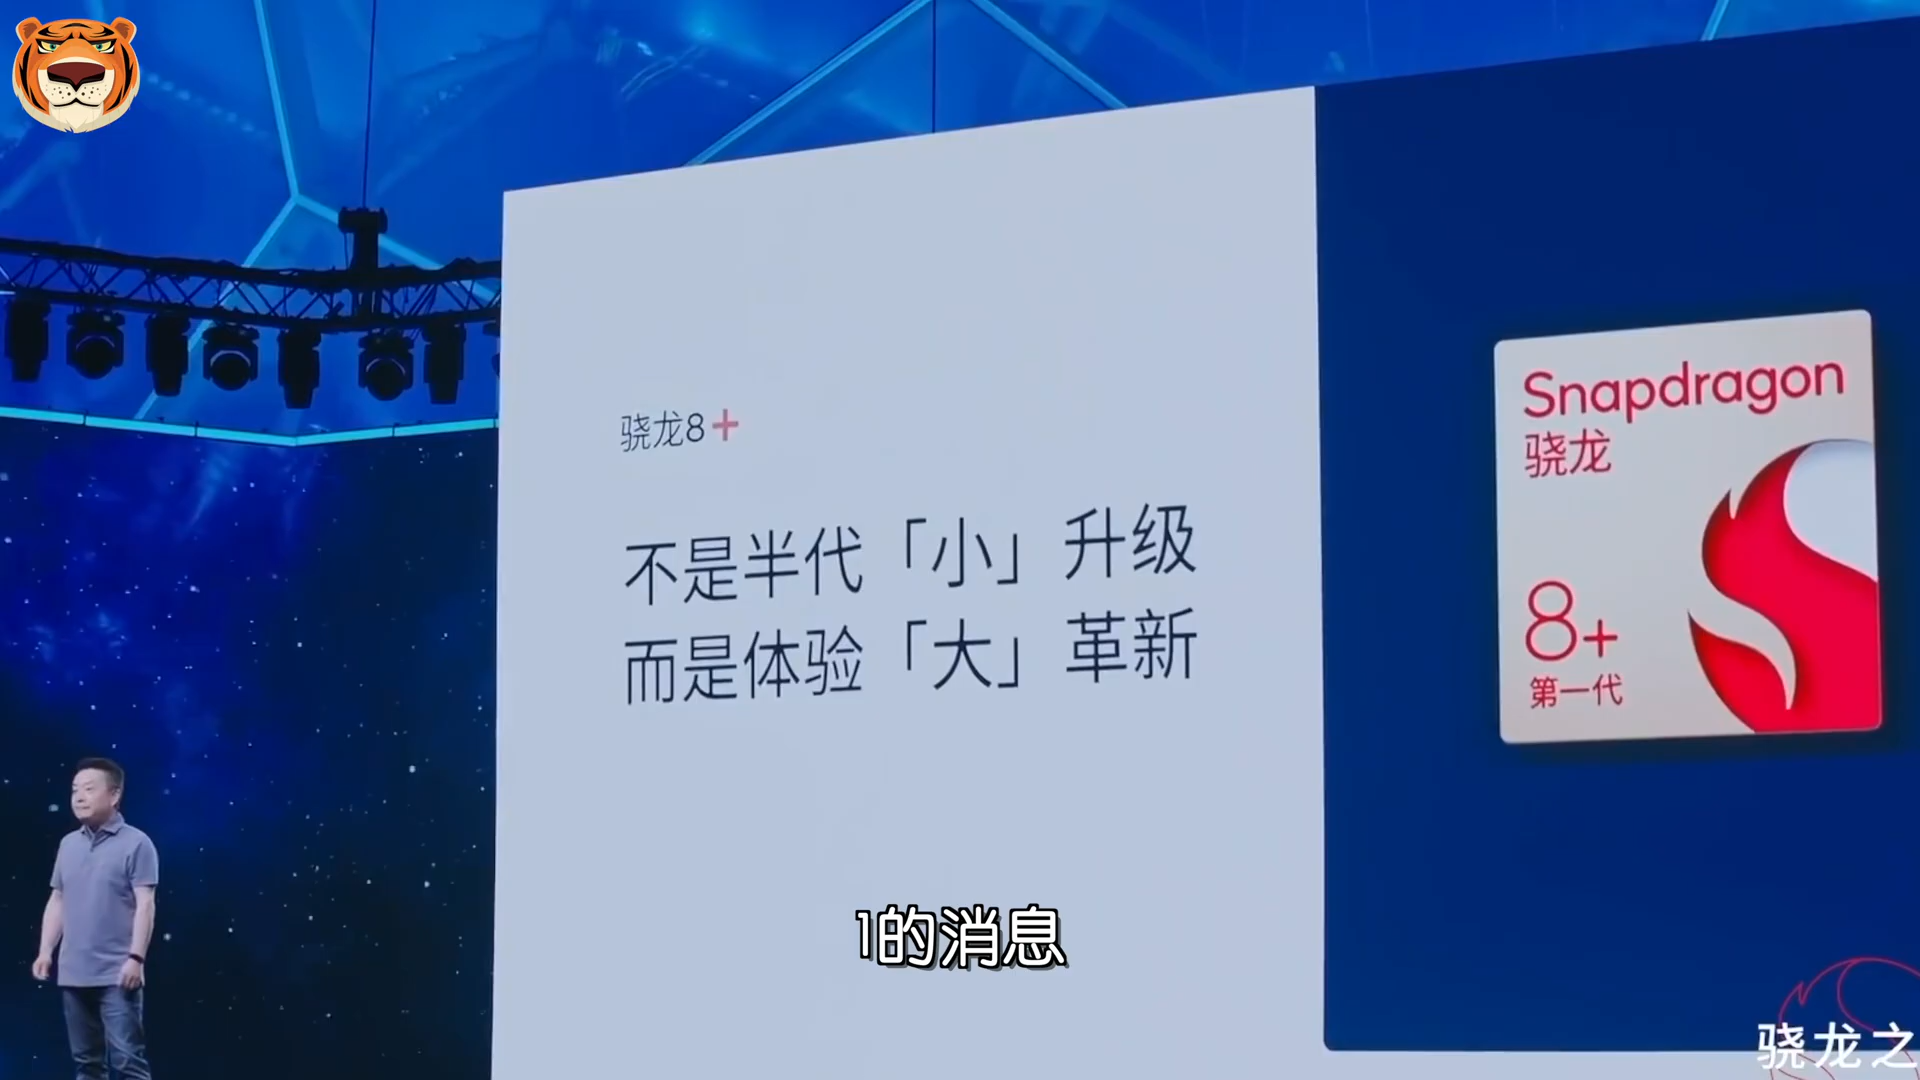 骁龙8+
不是半代「小」升级
而是体验「大」革新
Snapdragon
骁龙
8+
第一代
1的消息
骁龙之